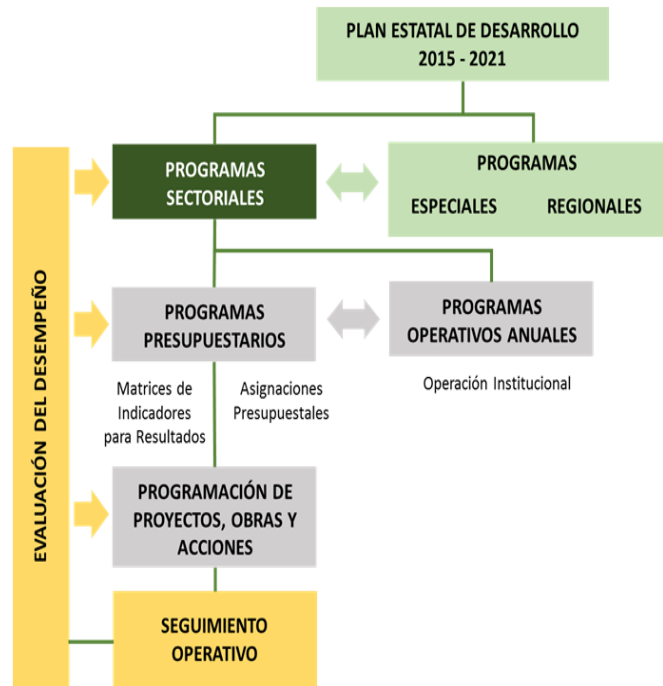 PLAN ESTATAL DE DESARROLLO
2015 - 2021
PROGRAMAS
SECTORIALES
PROGRAMAS
ESPECIALES REGIONALES
PROGRAMAS
PRESUPUESTARIOS
PROGRAMAS
OPERATIVOS ANUALES
Matrices de
Indicadores
para Resultados
Asignaciones
Presupuestales
Operación Institucional
PROGRAMACIÓN DE
PROYECTOS, OBRAS Y
ACCIONES
SEGUIMIENTO
OPERATIVO
EVALUACIÓN DEL DESEMPEÑO